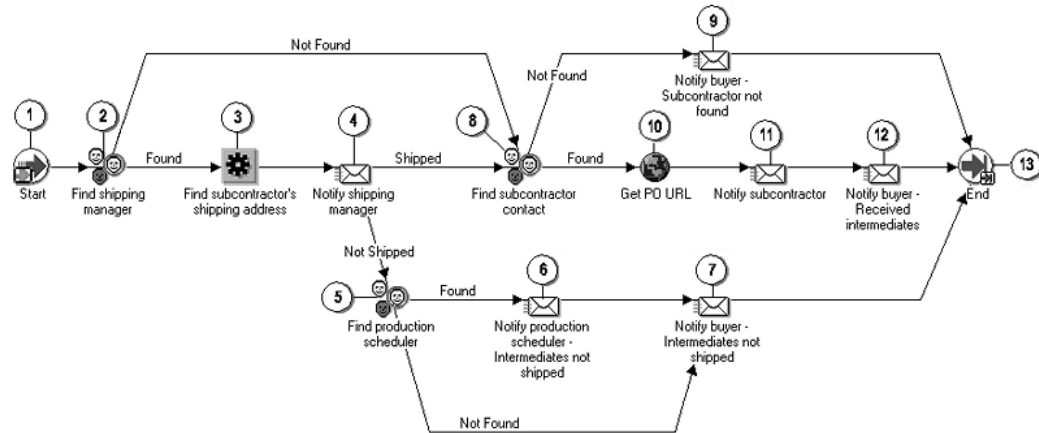 9
Not Found
Not Found
Notify buyer -
Subcontractor not
found
1
2
3
4
8
10
11
12
13
Found
Shipped
Found
Start
Find shipping
manager
Find subcontractor's
shipping address
Notify shipping
manager
Find subcontractor
contact
Get PO URL
Notify subcontractor
Notify buyer -
Received
intermediates
End
Not Shipped
5
6
7
Found
Find production
scheduler
Notify production
scheduler -
Intermediates not
shipped
Notify buyer -
Intermediates not
shipped
Not Found